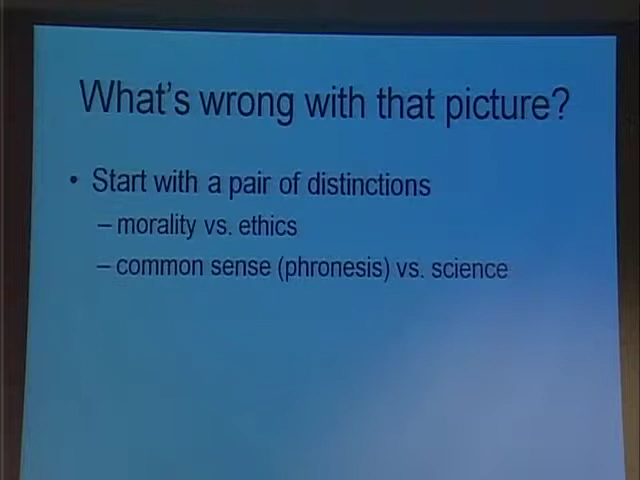 What's wrong with that picture?
• Start with a pair of distinctions
– morality vs. ethics
– common sense (phronesis) vs. science